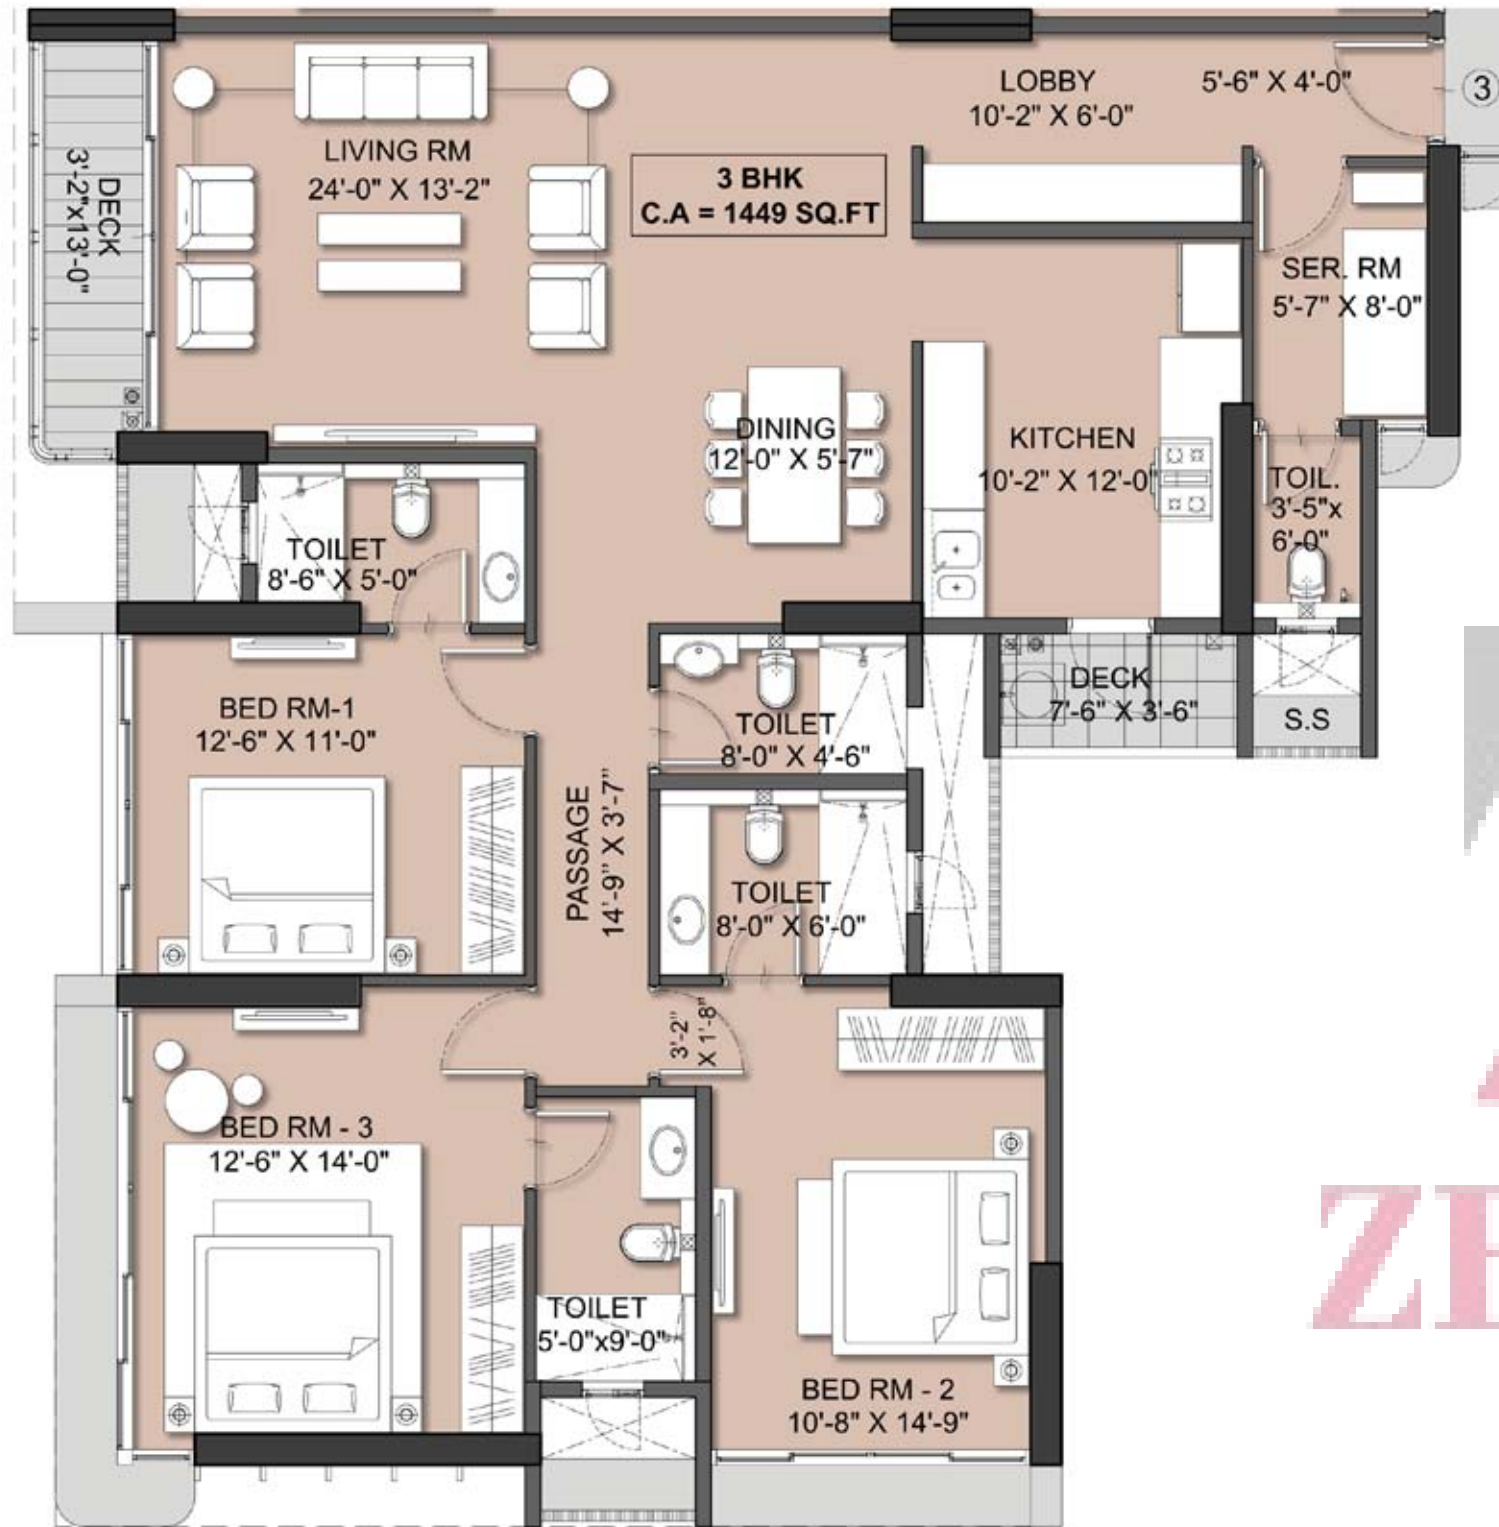 LOBBY
10'-2" X 6'-0"
5'-6" X 4'-0"
3
LIVING RM
24'-0" X 13'-2"
3 BHK
C.A = 1449 SQ.FT
DECK
3'-2"x13'-0"
SER. RM
5'-7" X 8'-0"
DINING
12'-0" X 5'-7"
KITCHEN
10'-2" X 12'-0"
TOIL.
3'-5"x
6'-0"
TOILET
8'-6" X 5'-0"
BED RM-1
12'-6" X 11'-0"
TOILET
8'-0" X 4'-6"
DECK
7'-6" X 3'-6"
S.S
PASSAGE
14'-9" X 3'-7"
TOILET
8'-0" X 6'-0"
3'-2"
X 1'-8"
BED RM - 3
12'-6" X 14'-0"
TOILET
5'-0"x9'-0"
BED RM - 2
10'-8" X 14'-9"